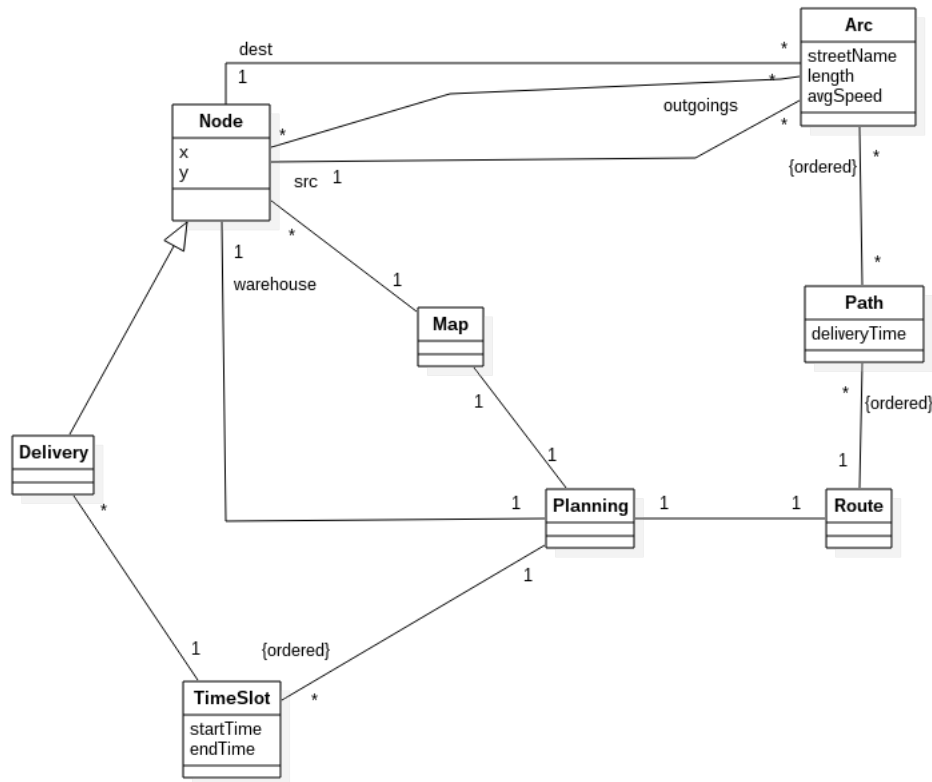 Arc
streetName
length
avgSpeed
dest
*
1
*
outgoings
*
Node
x
y
*
src 1
*
{ordered}
*
*
1
warehouse
1
Map
Path
deliveryTime
1
*
{ordered}
Delivery
*
1
1
1
Planning
1
1
Route
1
1
{ordered}
*
TimeSlot
startTime
endTime